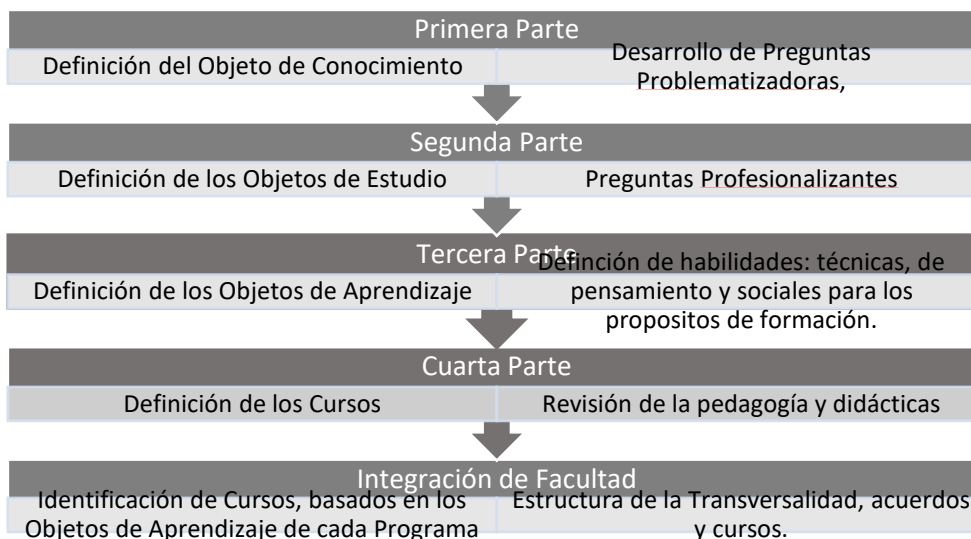 Primera Parte
Definición del Objeto de Conocimiento
Desarrollo de Preguntas
Problematizadoras,
Segunda Parte
Definición de los Objetos de Estudio
Preguntas Profesionalizantes
Tercera Parte
Definición de los Objetos de Aprendizaje
Definción de habilidades: técnicas, de
pensamiento y sociales para los
propositos de formación.
Cuarta Parte
Definición de los Cursos
Revisión de la pedagogía y didácticas
Integración de Facultad
Identificación de Cursos, basados en los
Objetos de Aprendizaje de cada Programa
Estructura de la Transversalidad, acuerdos
y cursos.